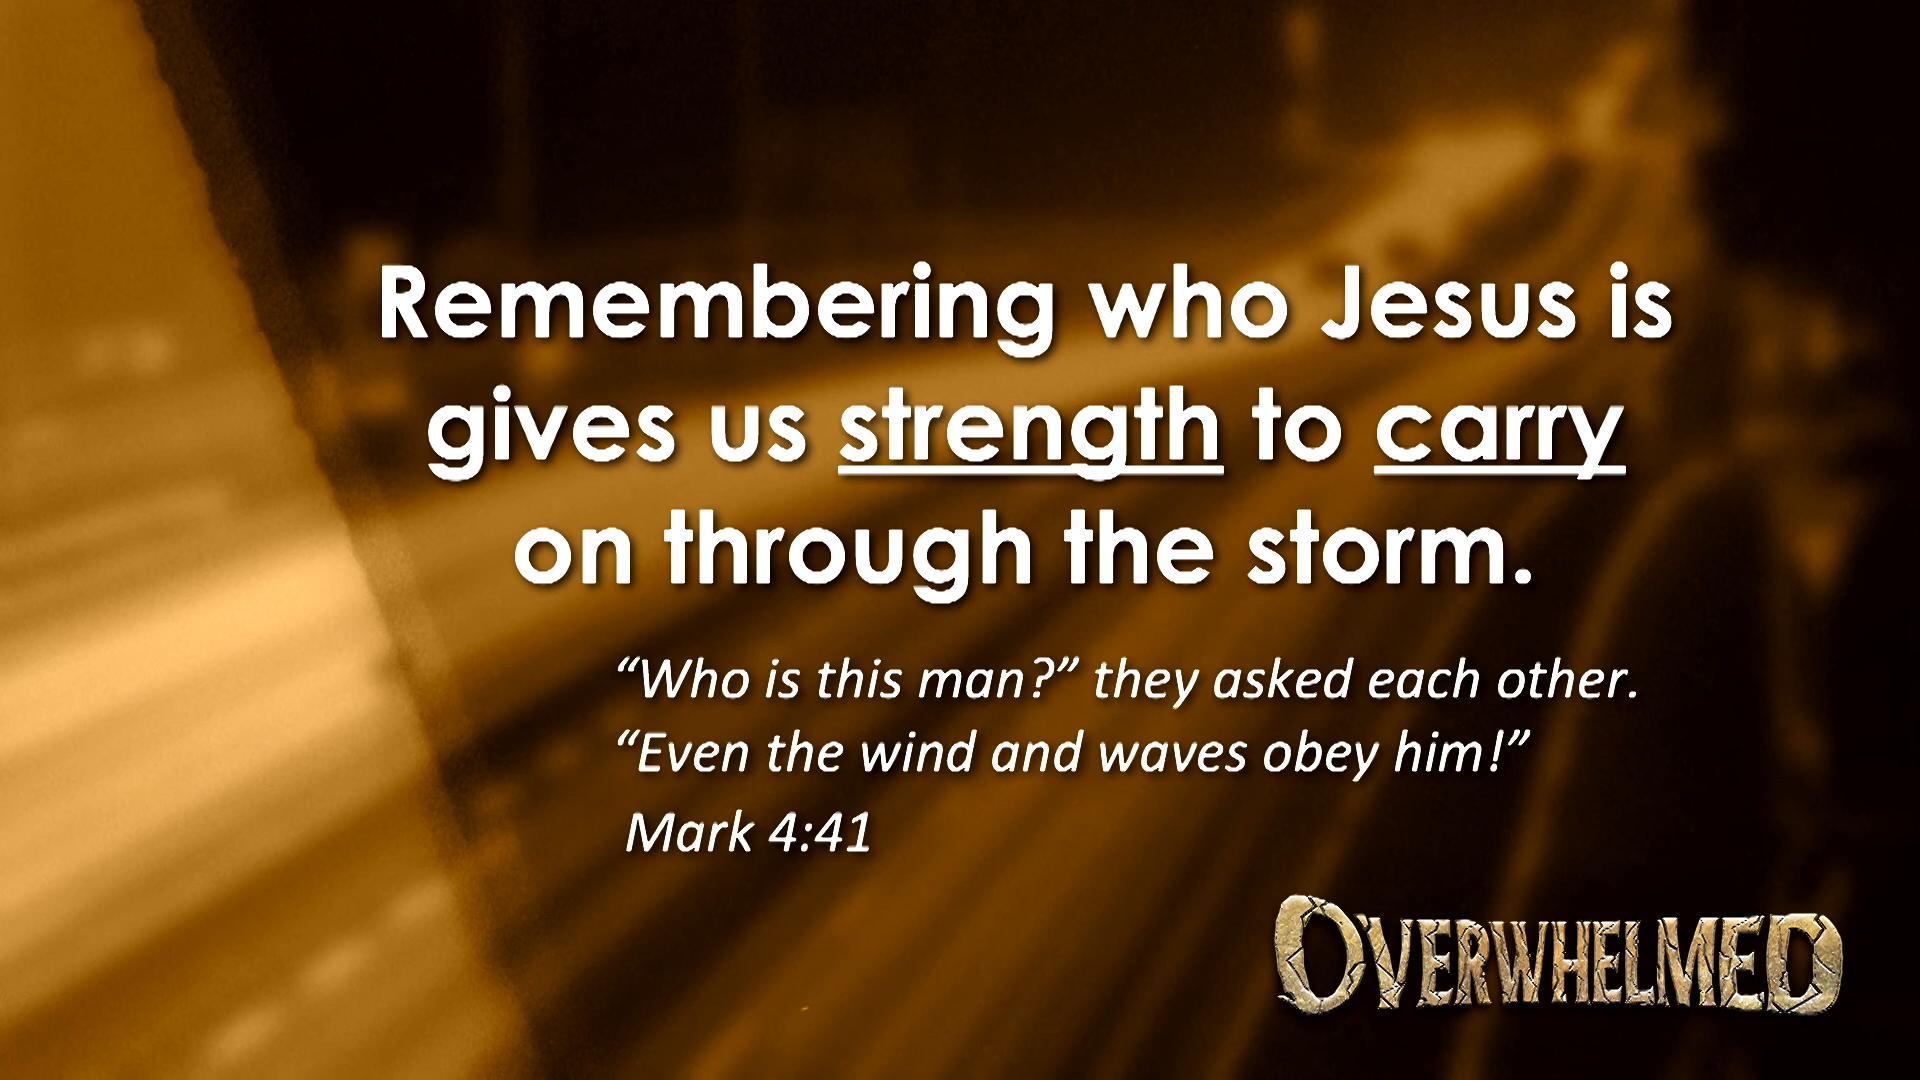 Remembering who Jesus is
gives us strength to carry
on through the storm.
“Who is this man?” they asked each other.
“Even the wind and waves obey him!”
Mark 4:41
OVERWHELMED